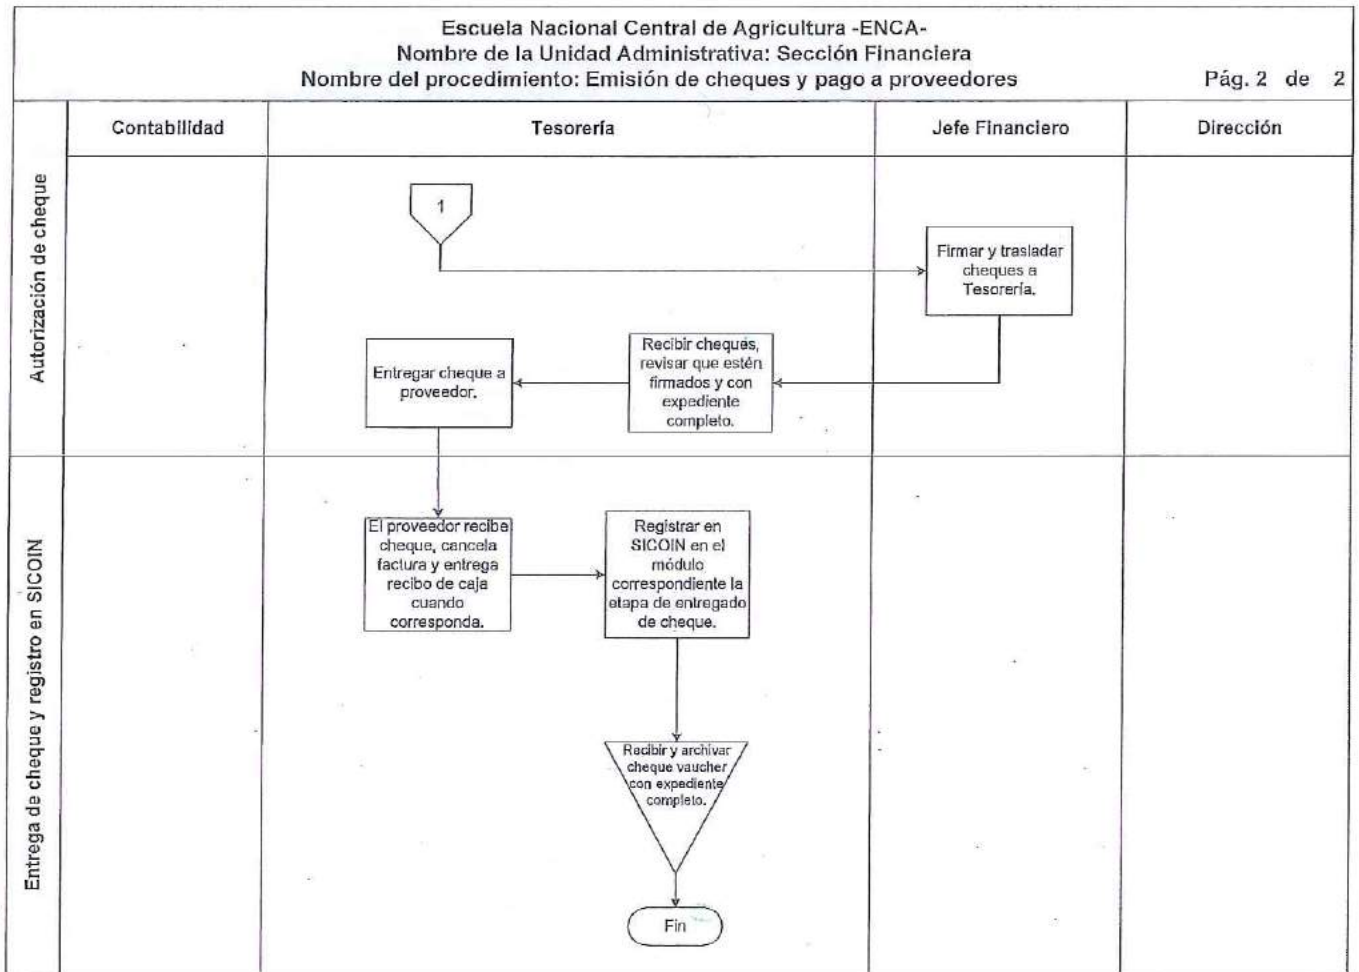 Escuela Nacional Central de Agricultura -ENCA-
Nombre de la Unidad Administrativa: Sección Financiera
Nombre del procedimiento: Emisión de cheques y pago a proveedores
Pág. 2 de 2
Contabilidad
Tesorería
Jefe Financiero
Dirección
Autorización de cheque
1
Firmar y trasladar
cheques a
Tesorería.
Recibir cheques,
revisar que estén
firmados y con
expediente
completo.
Entregar cheque a
proveedor.
Entrega de cheque y registro en SICOIN
El proveedor recibe
cheque, cancela
factura y entrega
recibo de caja
cuando
corresponda.
Registrar en
SICOIN en el
módulo
correspondiente la
etapa de entregado
de cheque.
Recibir y archivar
cheque vaucher
con expediente
completo.
Fin